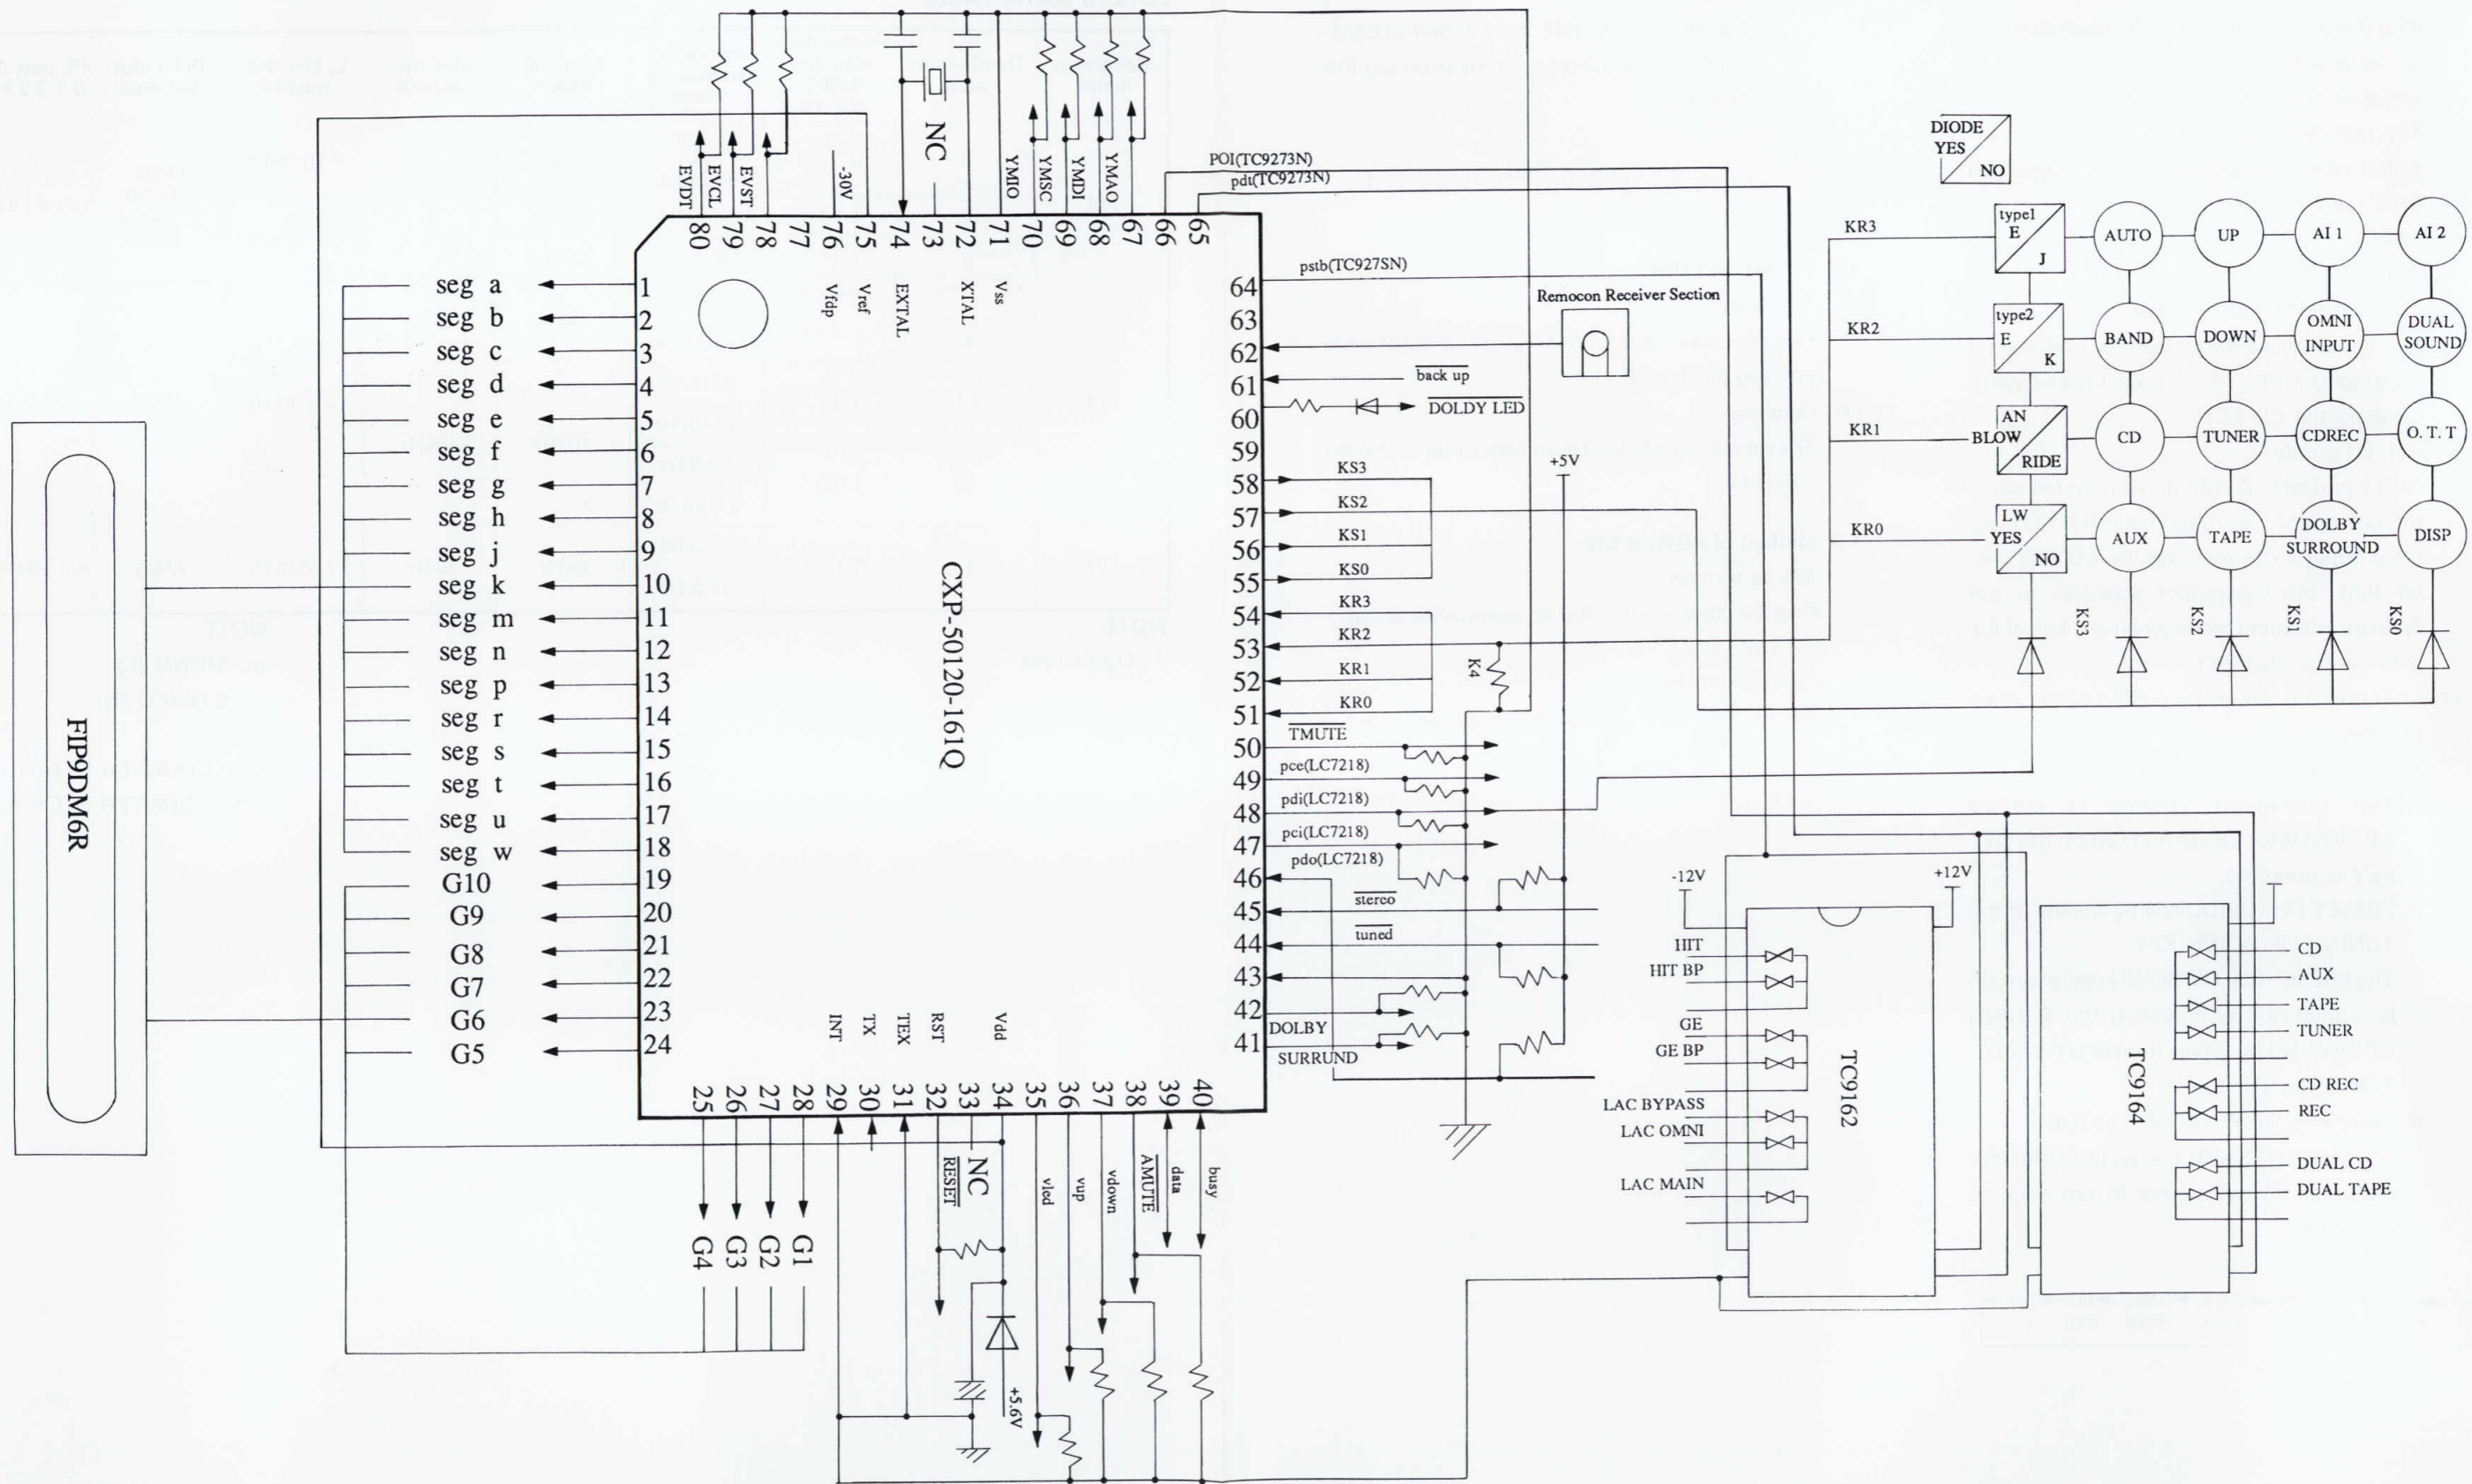 EVDT
EVCL
EVST
-30V
NC
YMIO
YMSC
YMDI
YMAO
POI(TC9273N)
pdt(TC9273N)
80
79
78
77
76
75
74
73
72
71
70
69
68
67
66
65
Vfdp
Vref
EXTAL
XTAL
Vss
seg a
seg b
seg c
seg d
seg e
seg f
seg g
seg h
seg j
seg k
seg m
seg n
seg p
seg r
seg s
seg t
seg u
seg w
G10
G9
G8
G7
G6
G5
1
2
3
4
5
6
7
8
9
10
11
12
13
14
15
16
17
18
19
20
21
22
23
24
FIP9DM6R
CXP-50120-161Q
64
63
62
61
60
59
58
57
56
55
54
53
52
51
50
49
48
47
46
45
44
43
42
41
pstb(TC927SN)
Remocon Receiver Section
back up
DOLDY LED
+5V
KS3
KS2
KS1
KS0
KR3
KR2
KR1
KR0
K4
TMUTE
pce(LC7218)
pdi(LC7218)
pci(LC7218)
pdo(LC7218)
stereo
tuned
DOLBY
SURRUND
INT
TX
TEX
RST
Vdd
25
26
27
28
29
30
31
32
33
34
35
36
37
38
39
40
G4
G3
G2
G1
RESET
NC
vled
vup
vdown
AMUTE
data
busy
+5.6V
DIODE
YES
NO
KR3
type1
E
J
AUTO
UP
AI 1
AI 2
KR2
type2
E
K
BAND
DOWN
OMNI
INPUT
DUAL
SOUND
KR1
AN
BLOW
RIDE
CD
TUNER
CDREC
O. T. T
KR0
LW
YES
NO
AUX
TAPE
DOLBY
SURROUND
DISP
KS3
KS2
KS1
KS0
-12V
+12V
HIT
HIT BP
GE
GE BP
LAC BYPASS
LAC OMNI
LAC MAIN
TC9162
TC9164
CD
AUX
TAPE
TUNER
CD REC
REC
DUAL CD
DUAL TAPE